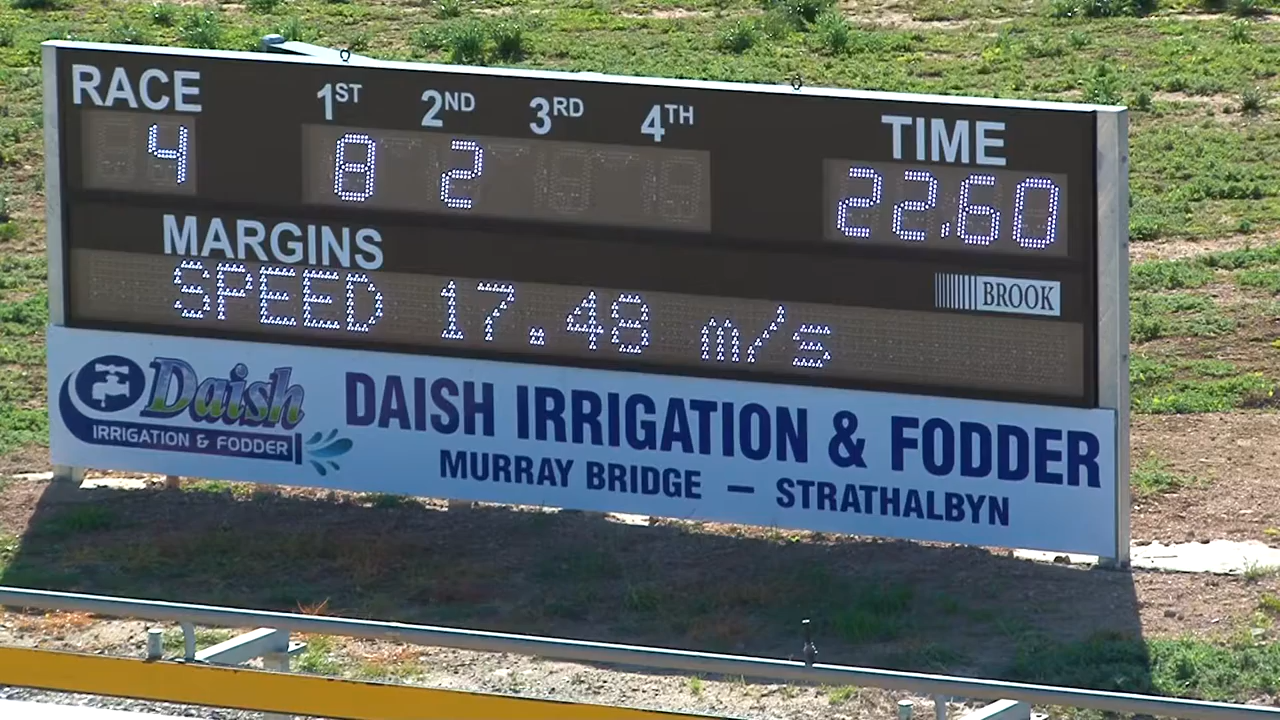 RACE 1ST 2ND 3RD 4TH TIME
4 8 2 22.60
MARGINS
BROOK
SPEED 17.48 m/s
Daish
IRRIGATION & FODDER
DAISH IRRIGATION & FODDER
MURRAY BRIDGE — STRATHALBYN